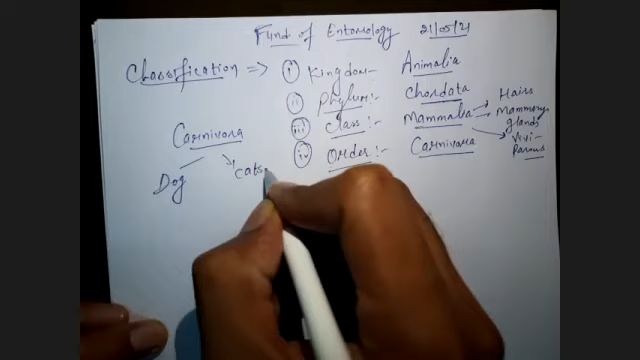 Fund of Entomology 21/05/21
Classification => (i) Kingdom - Animalia
(ii) Phylum :- Chordata
(iii) Class :- Mammalia → Hairs
→ Mammary glands
→ Vivi-
Parous
(iv) Order :- Carnivora
Carnivora
Dog cats